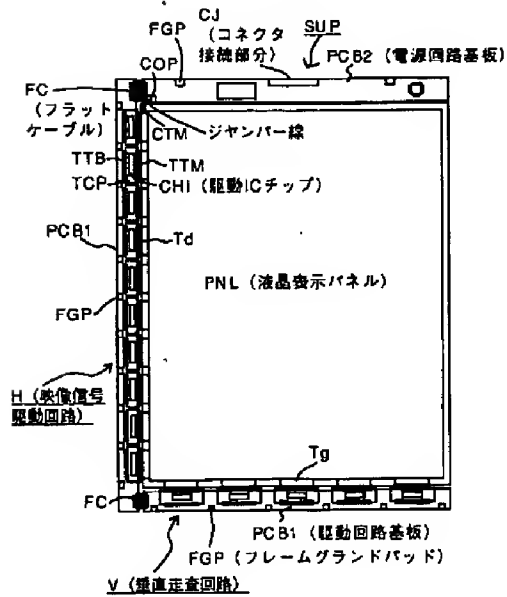 CJ
(コネクタ
接続部分)
SUP
FGP
PCB2 (電源回路基板)
COP
FC
(フラット
ケーブル)
CTM
ジヤンパー線
TTB
TTM
TCP
CHI (駆動ICチップ)
PCB1
Td
PNL (液晶表示パネル)
FGP
H (映像信号
駆動回路)
Tg
FC
PCB1 (駆動回路基板)
FGP (フレームグランドパッド)
V (垂直走査回路)